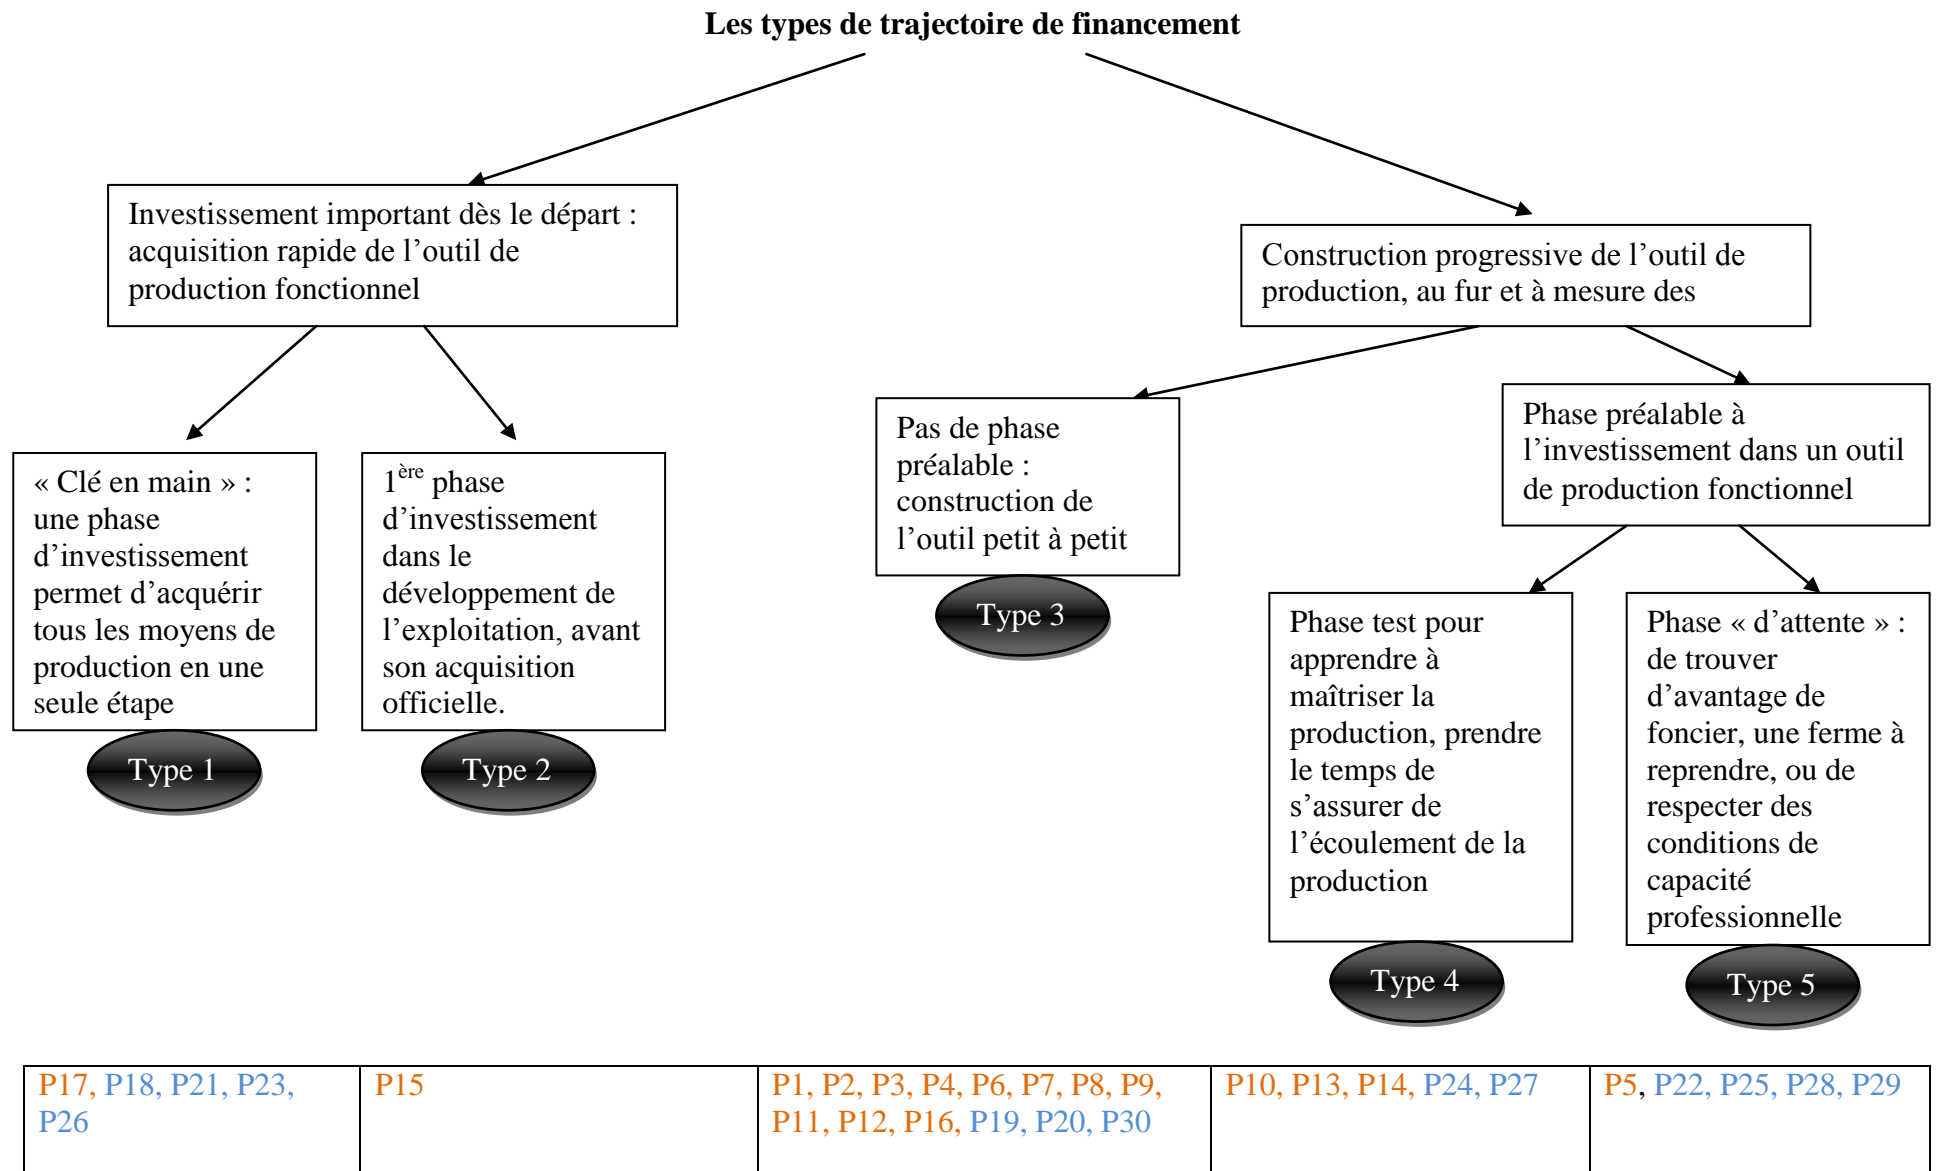 Les types de trajectoire de financement
Investissement important dès le départ :
acquisition rapide de l’outil de
production fonctionnel
Construction progressive de l’outil de
production, au fur et à mesure des
« Clé en main » :
une phase
d’investissement
permet d’acquérir
tous les moyens de
production en une
seule étape
Type 1
1ère phase
d’investissement
dans le
développement de
l’exploitation, avant
son acquisition
officielle.
Type 2
Pas de phase
préalable :
construction de
l’outil petit à petit
Type 3
Phase préalable à
l’investissement dans un outil
de production fonctionnel
Phase test pour
apprendre à
maîtriser la
production, prendre
le temps de
s’assurer de
l’écoulement de la
production
Type 4
Phase « d’attente » :
de trouver
d’avantage de
foncier, une ferme à
reprendre, ou de
respecter des
conditions de
capacité
professionnelle
Type 5
P17, P18, P21, P23,
P26
P15
P1, P2, P3, P4, P6, P7, P8, P9,
P11, P12, P16, P19, P20, P30
P10, P13, P14, P24, P27
P5, P22, P25, P28, P29